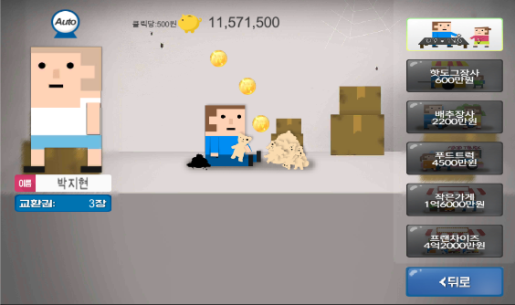 Auto
클릭당:500원
11,571,500
핫도그장사
600만원
배추장사
2200만원
푸드트럭
4500만원
작은가게
1억6000만원
프랜차이즈
4억2000만원
이름 박지현
교환권: 3장
<뒤로